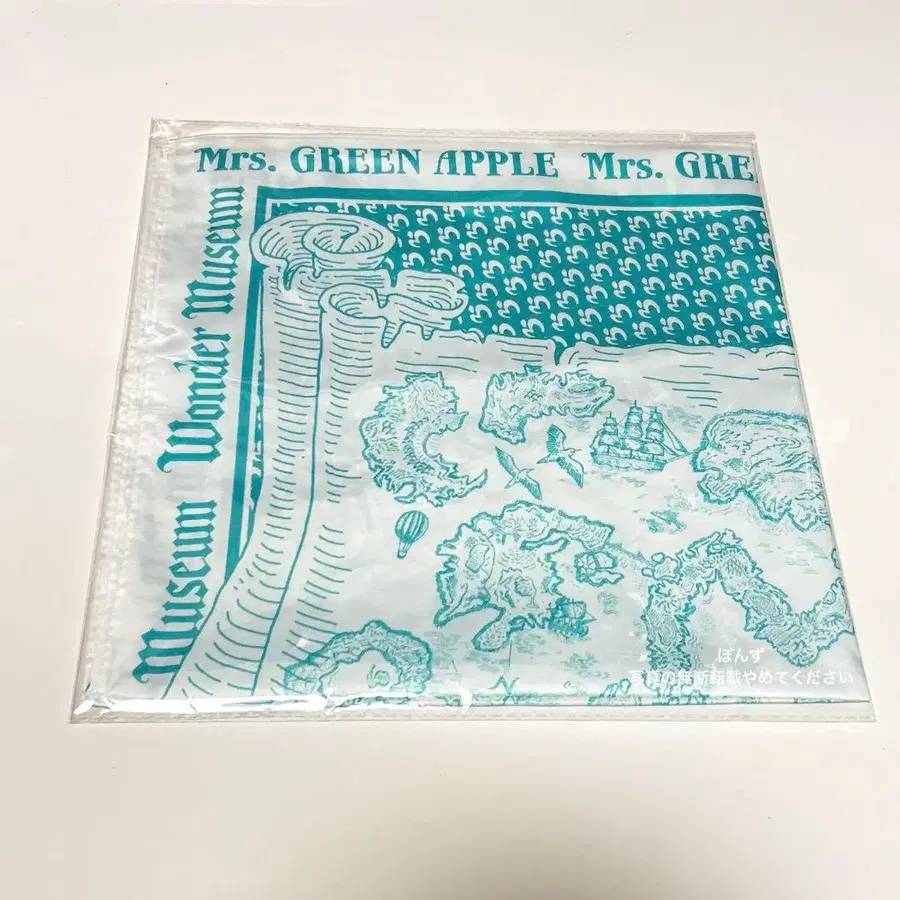 Mrs. GREEN APPLE Mrs. GRE
Museum Wonder Museum
ぽんず
写真の無断転載やめてください